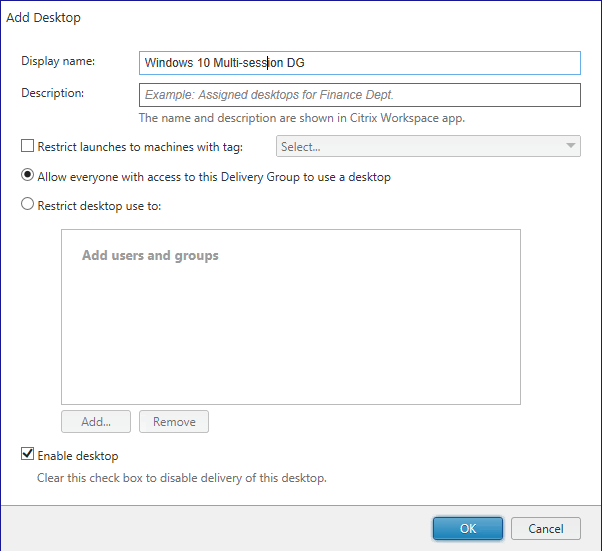 Add Desktop
Display name: Windows 10 Multi-session DG
Description: Example: Assigned desktops for Finance Dept.
The name and description are shown in Citrix Workspace app.
Restrict launches to machines with tag: Select...
Allow everyone with access to this Delivery Group to use a desktop
Restrict desktop use to:
Add users and groups
Add... Remove
Enable desktop
Clear this check box to disable delivery of this desktop.
OK Cancel